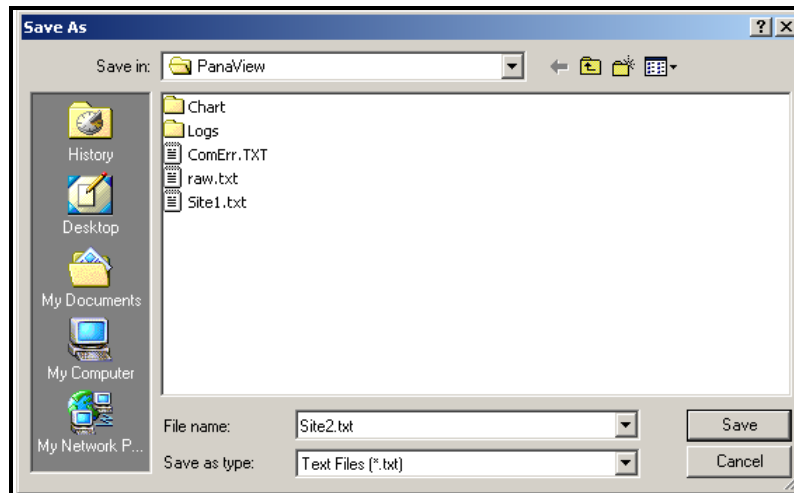 Save As
Save in: PanaView
History
Desktop
My Documents
My Computer
My Network P...
Chart
Logs
ComErr.TXT
raw.txt
Site1.txt
File name: Site2.txt Save
Save as type: Text Files (*.txt) Cancel